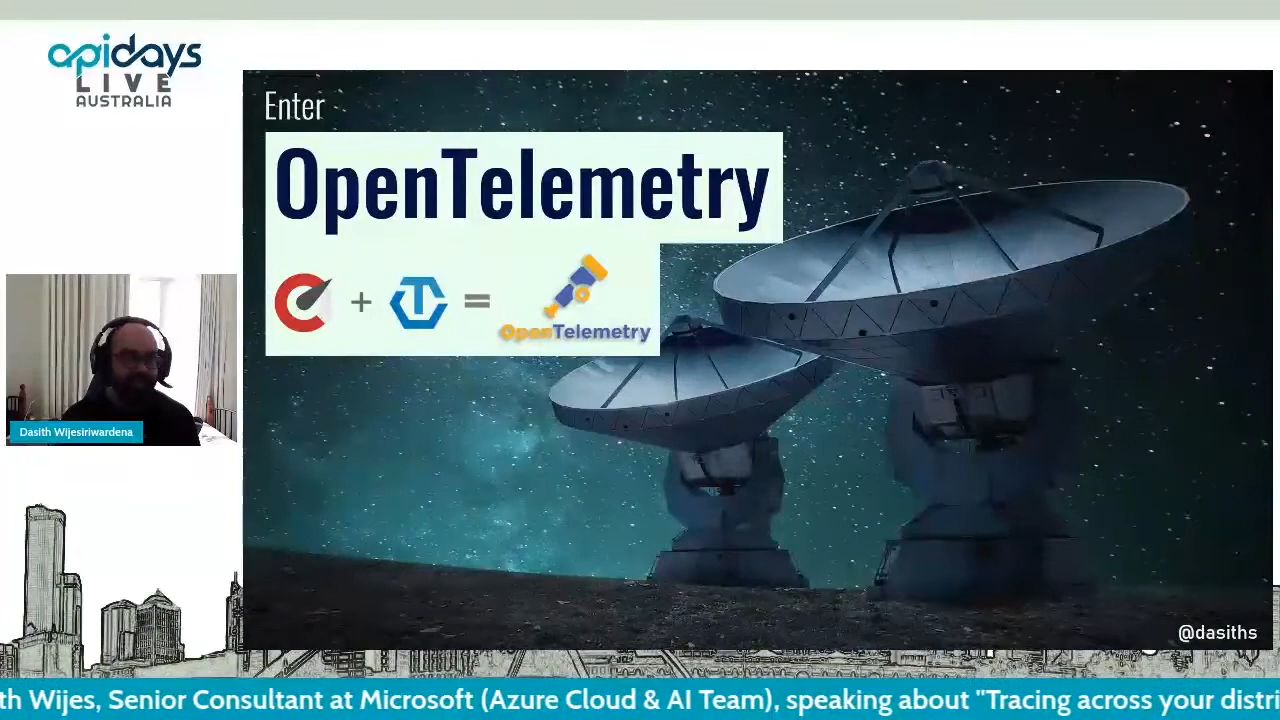 apidays
LIVE
AUSTRALIA
Enter
OpenTelemetry
+ =
OpenTelemetry
Dasith Wijesiriwardena
@dasiths
th Wijes, Senior Consultant at Microsoft (Azure Cloud & AI Team), speaking about "Tracing across your distri